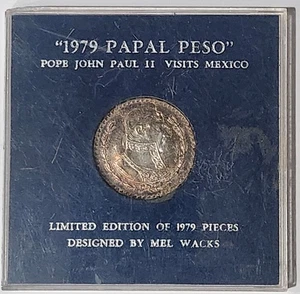 "1979 PAPAL PESO"
POPE JOHN PAUL II VISITS MEXICO
LIMITED EDITION OF 1979 PIECES
DESIGNED BY MEL WACKS